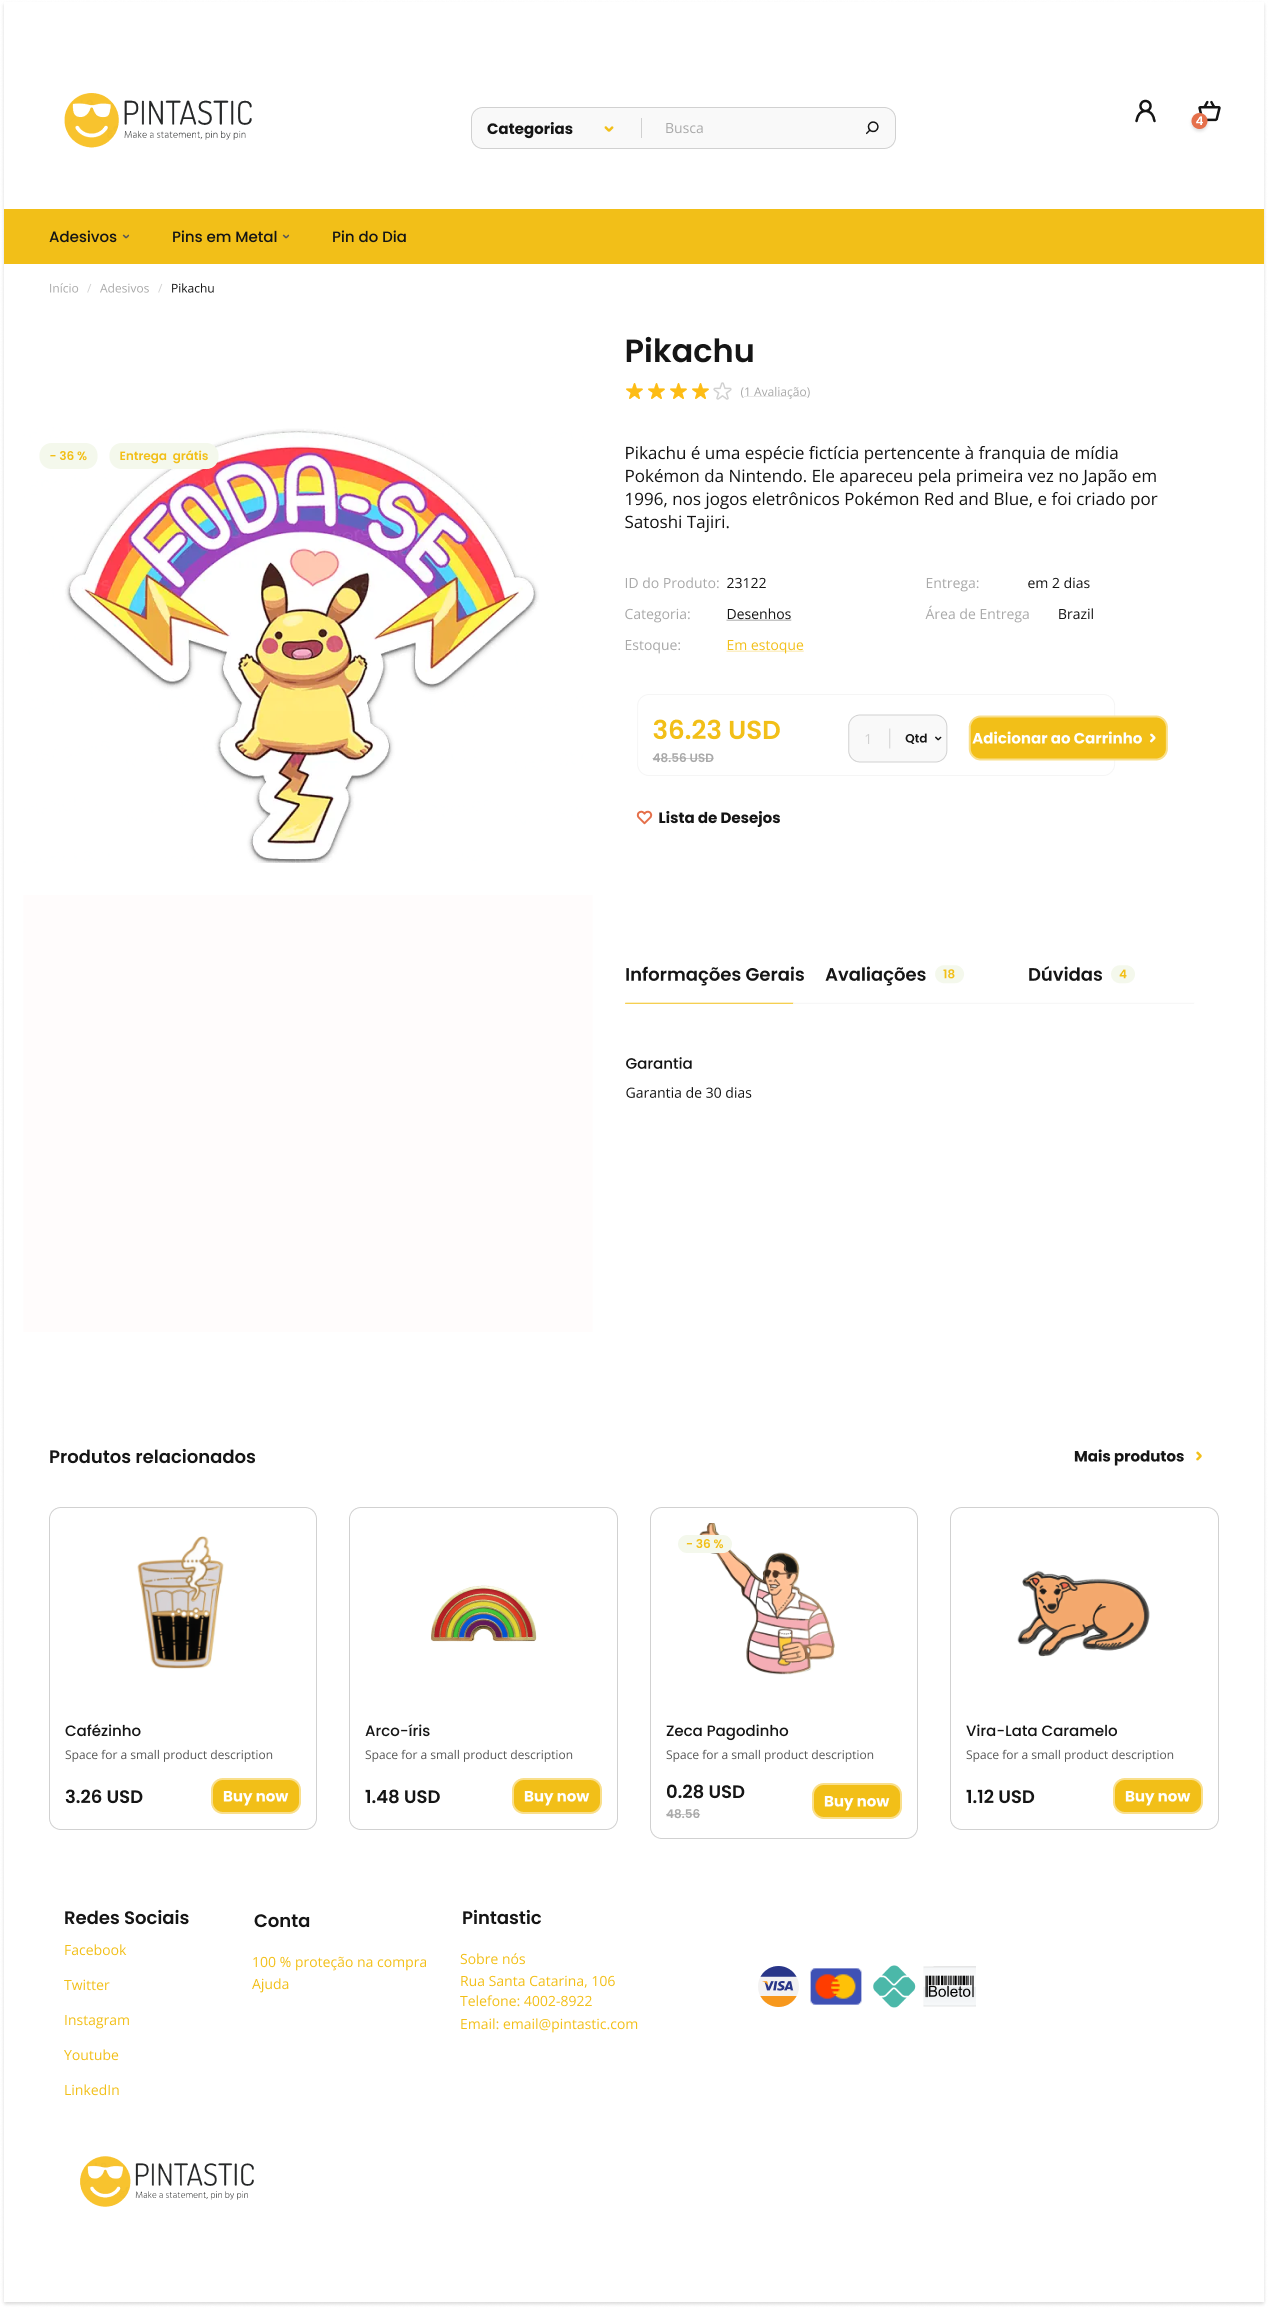 PINTASTIC
Make a statement, pin by pin
Categorias
Busca
4
Adesivos
Pins em Metal
Pin do Dia
Início / Adesivos / Pikachu
- 36 %
Entrega grátis
FODA-SE
Pikachu
(1 Avaliação)
Pikachu é uma espécie fictícia pertencente à franquia de mídia
Pokémon da Nintendo. Ele apareceu pela primeira vez no Japão em
1996, nos jogos eletrônicos Pokémon Red and Blue, e foi criado por
Satoshi Tajiri.
ID do Produto: 23122
Entrega: em 2 dias
Categoria: Desenhos
Área de Entrega Brazil
Estoque: Em estoque
36.23 USD
48.56 USD
1
Qtd
Adicionar ao Carrinho
Lista de Desejos
Informações Gerais
Avaliações 18
Dúvidas 4
Garantia
Garantia de 30 dias
Produtos relacionados
Mais produtos
Cafézinho
Space for a small product description
3.26 USD
Buy now
Arco-íris
Space for a small product description
1.48 USD
Buy now
- 36 %
Zeca Pagodinho
Space for a small product description
0.28 USD
48.56
Buy now
Vira-Lata Caramelo
Space for a small product description
1.12 USD
Buy now
Redes Sociais
Facebook
Twitter
Instagram
Youtube
LinkedIn
Conta
100 % proteção na compra
Ajuda
Pintastic
Sobre nós
Rua Santa Catarina, 106
Telefone: 4002-8922
Email: email@pintastic.com
VISA
Boleto
PINTASTIC
Make a statement, pin by pin